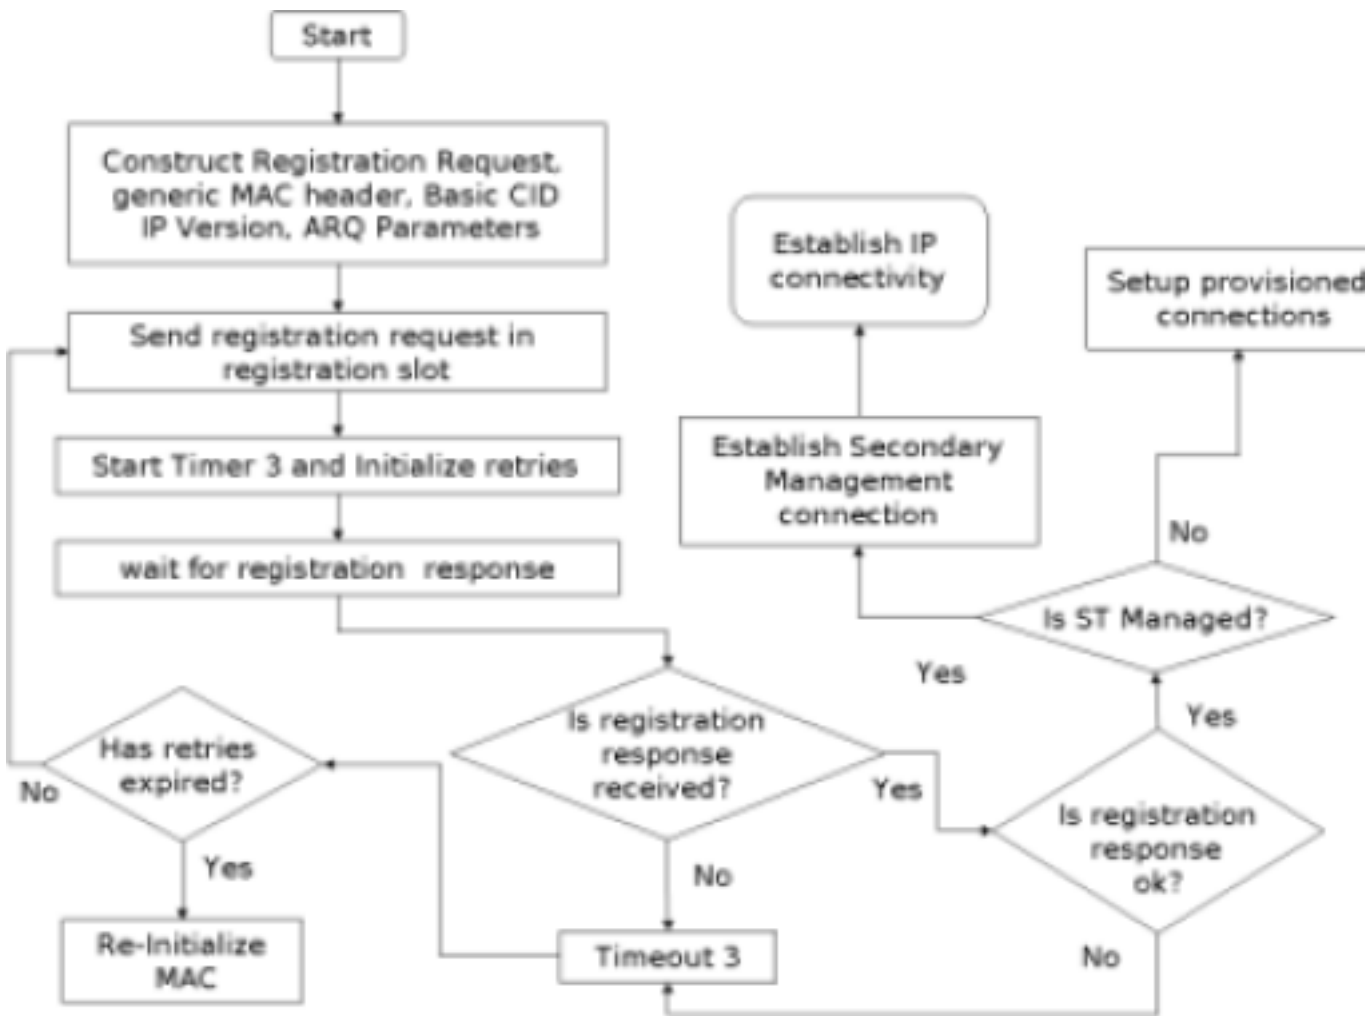 Start
Construct Registration Request,
generic MAC header, Basic CID
IP Version, ARQ Parameters
Send registration request in
registration slot
Start Timer 3 and Initialize retries
wait for registration response
Is registration
response
received?
Yes
No
Timeout 3
Has retries
expired?
No
Yes
Re-Initialize
MAC
Is registration
response
ok?
No
Yes
Is ST Managed?
Yes
No
Establish Secondary
Management
connection
Establish IP
connectivity
Setup provisioned
connections